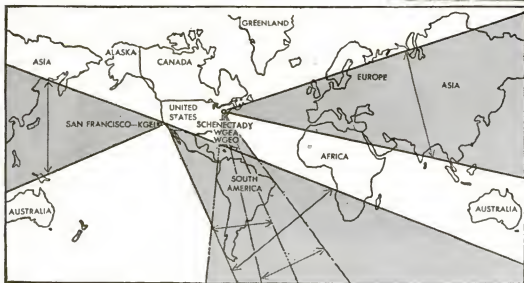 GREENLAND
ASIA
ALASKA
CANADA
EUROPE
ASIA
UNITED
STATES
SAN FRANCISCO—KGEI
SCHENECTADY
WGEA
WGEO
AFRICA
SOUTH
AMERICA
AUSTRALIA
AUSTRALIA